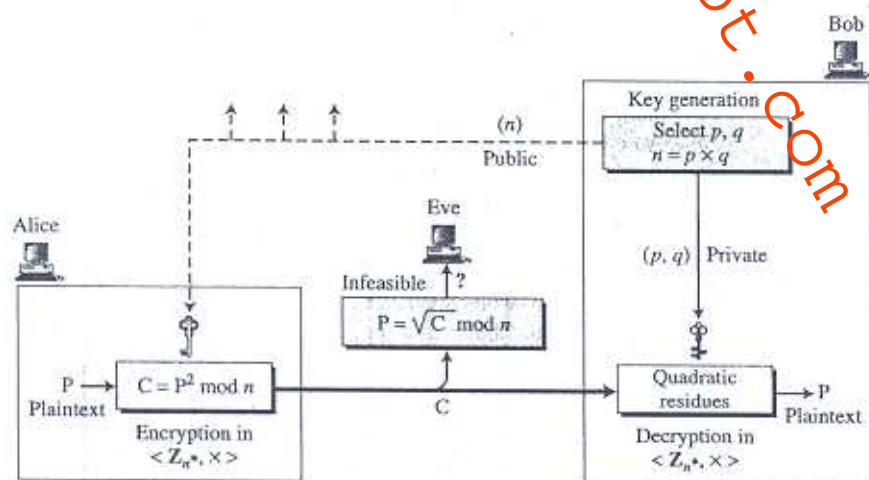 Bob
ot.com
Key generation
(n)
Public
Select p, q
n = p × q
Eve
Alice
(p, q) Private
Infeasible
?
P = √C mod n
P
Plaintext
C = P² mod n
C
Quadratic
residues
P
Plaintext
Encryption in
< Zₙ*, × >
Decryption in
< Zₙ*, × >